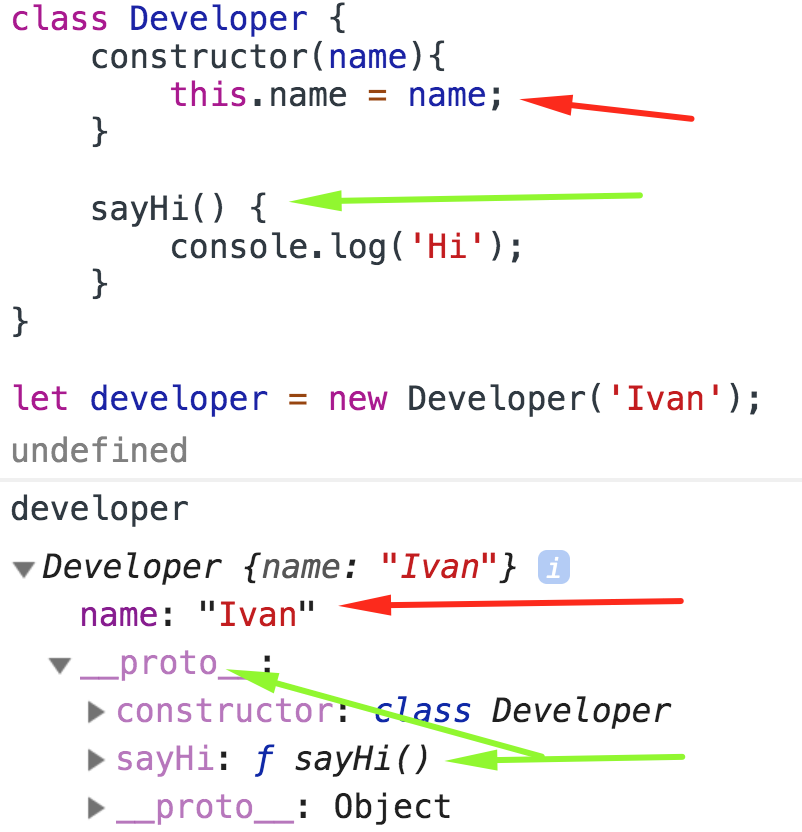 class Developer {
    constructor(name){
        this.name = name;
    }
    sayHi() {
        console.log('Hi');
    }
}
let developer = new Developer('Ivan');
undefined
developer
Developer {name: "Ivan"} i
name: "Ivan"
__proto__:
constructor: class Developer
sayHi: ƒ sayHi()
__proto__: Object